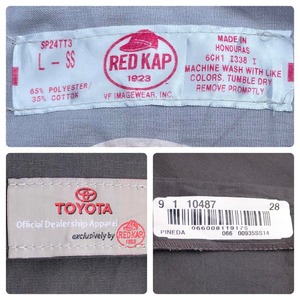 SP24TT3
L - SS
65% POLYESTER/
35% COTTON
RED KAP
1923
VF IMAGEWEAR, INC.
MADE IN
HONDURAS
6CH1 I338 I
MACHINE WASH WITH LIKE
COLORS, TUMBLE DRY
REMOVE PROMPTLY
TOYOTA
Official Dealership Apparel
exclusively by
RED KAP
9 1 10487 28
PINEDA 066 00935SS14